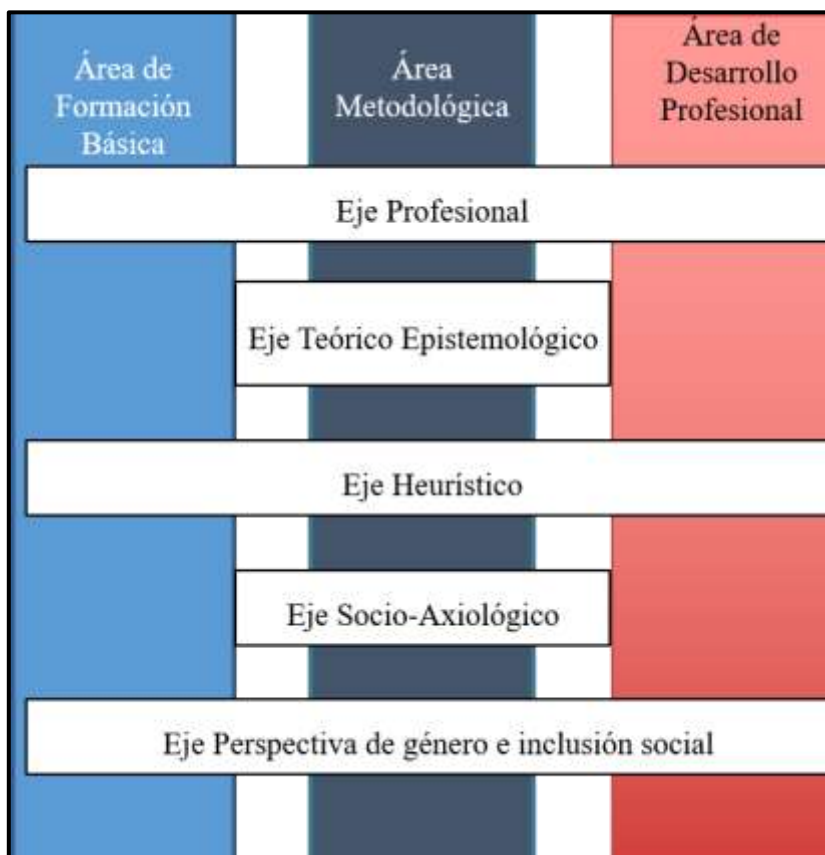 Área de
Formación
Básica
Área
Metodológica
Área de
Desarrollo
Profesional
Eje Profesional
Eje Teórico Epistemológico
Eje Heurístico
Eje Socio-Axiológico
Eje Perspectiva de género e inclusión social